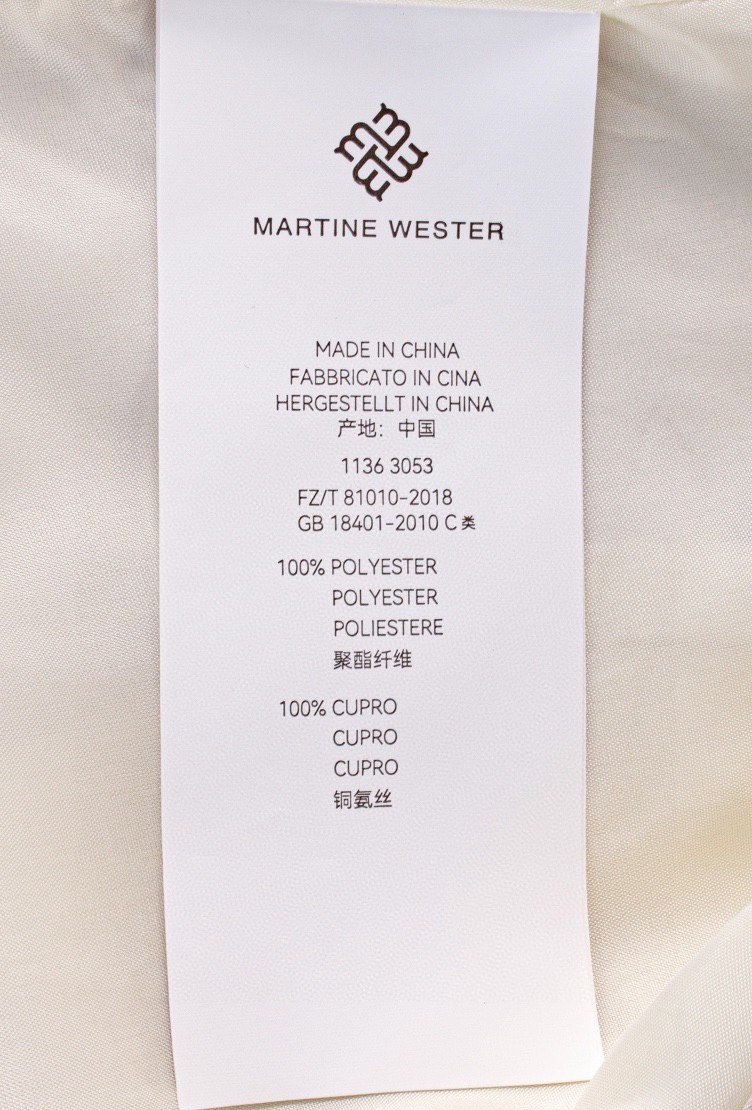 MARTINE WESTER
MADE IN CHINA
FABBRICATO IN CINA
HERGESTELLT IN CHINA
产地：中国
1136 3053
FZ/T 81010-2018
GB 18401-2010 C类
100% POLYESTER
POLYESTER
POLIESTERE
聚酯纤维
100% CUPRO
CUPRO
CUPRO
铜氨丝